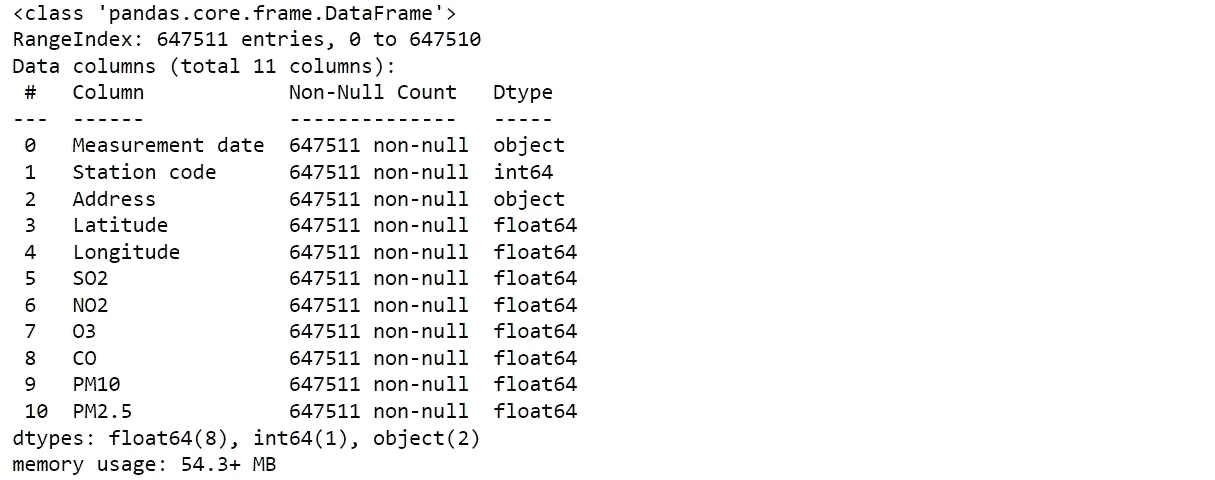 <class 'pandas.core.frame.DataFrame'>
RangeIndex: 647511 entries, 0 to 647510
Data columns (total 11 columns):
 #   Column            Non-Null Count   Dtype
---  ------            --------------   -----
 0   Measurement date  647511 non-null  object
 1   Station code      647511 non-null  int64
 2   Address           647511 non-null  object
 3   Latitude          647511 non-null  float64
 4   Longitude         647511 non-null  float64
 5   SO2               647511 non-null  float64
 6   NO2               647511 non-null  float64
 7   O3                647511 non-null  float64
 8   CO                647511 non-null  float64
 9   PM10              647511 non-null  float64
 10  PM2.5             647511 non-null  float64
dtypes: float64(8), int64(1), object(2)
memory usage: 54.3+ MB